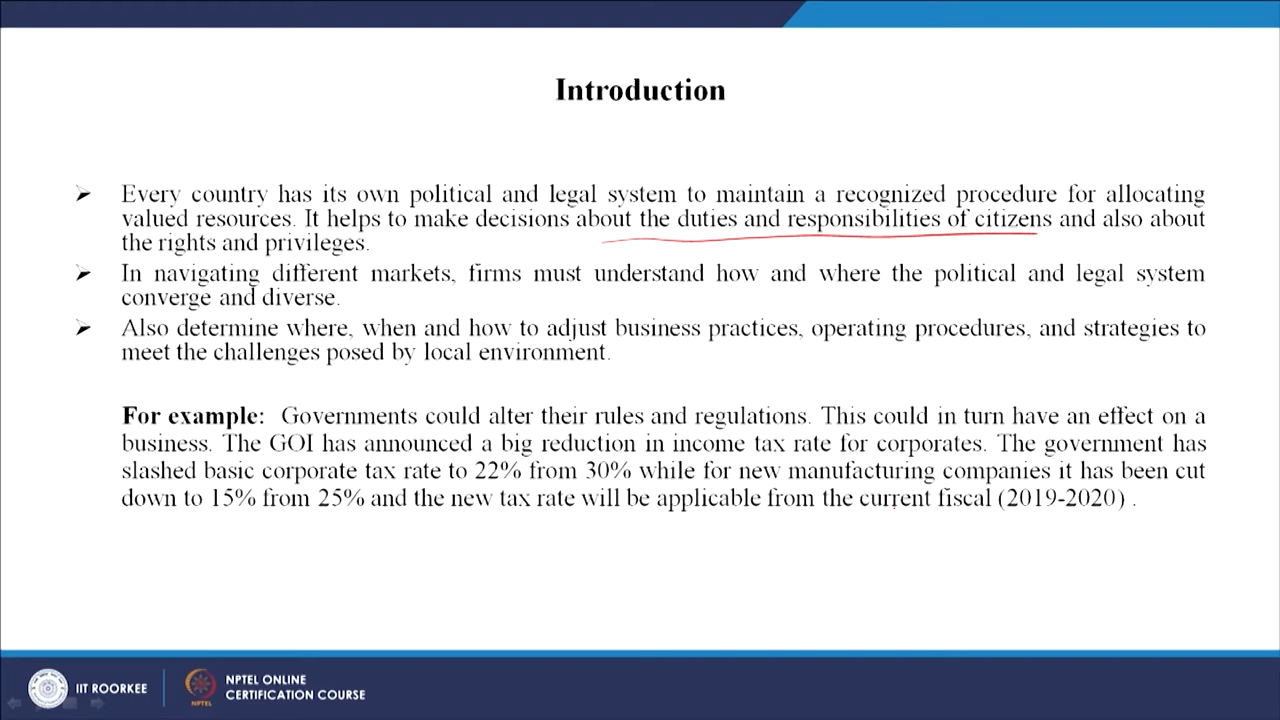 Introduction
➢ Every country has its own political and legal system to maintain a recognized procedure for allocating
valued resources. It helps to make decisions about the duties and responsibilities of citizens and also about
the rights and privileges.
➢ In navigating different markets, firms must understand how and where the political and legal system
converge and diverse.
➢ Also determine where, when and how to adjust business practices, operating procedures, and strategies to
meet the challenges posed by local environment.
For example: Governments could alter their rules and regulations. This could in turn have an effect on a
business. The GOI has announced a big reduction in income tax rate for corporates. The government has
slashed basic corporate tax rate to 22% from 30% while for new manufacturing companies it has been cut
down to 15% from 25% and the new tax rate will be applicable from the current fiscal (2019-2020) .
IIT ROORKEE
NPTEL
NPTEL ONLINE
CERTIFICATION COURSE